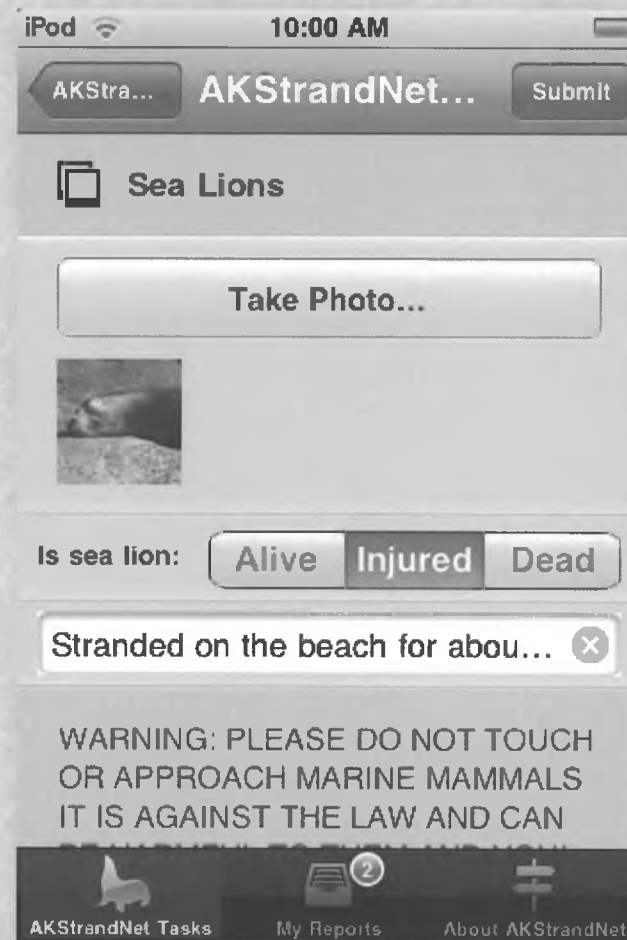 iPod 10:00 AM
AKStra... AKStrandNet... Submit
Sea Lions
Take Photo...
Is sea lion: Alive Injured Dead
Stranded on the beach for abou...
WARNING: PLEASE DO NOT TOUCH
OR APPROACH MARINE MAMMALS
IT IS AGAINST THE LAW AND CAN
2
AKStrandNet Tasks My Reports About AKStrandNet